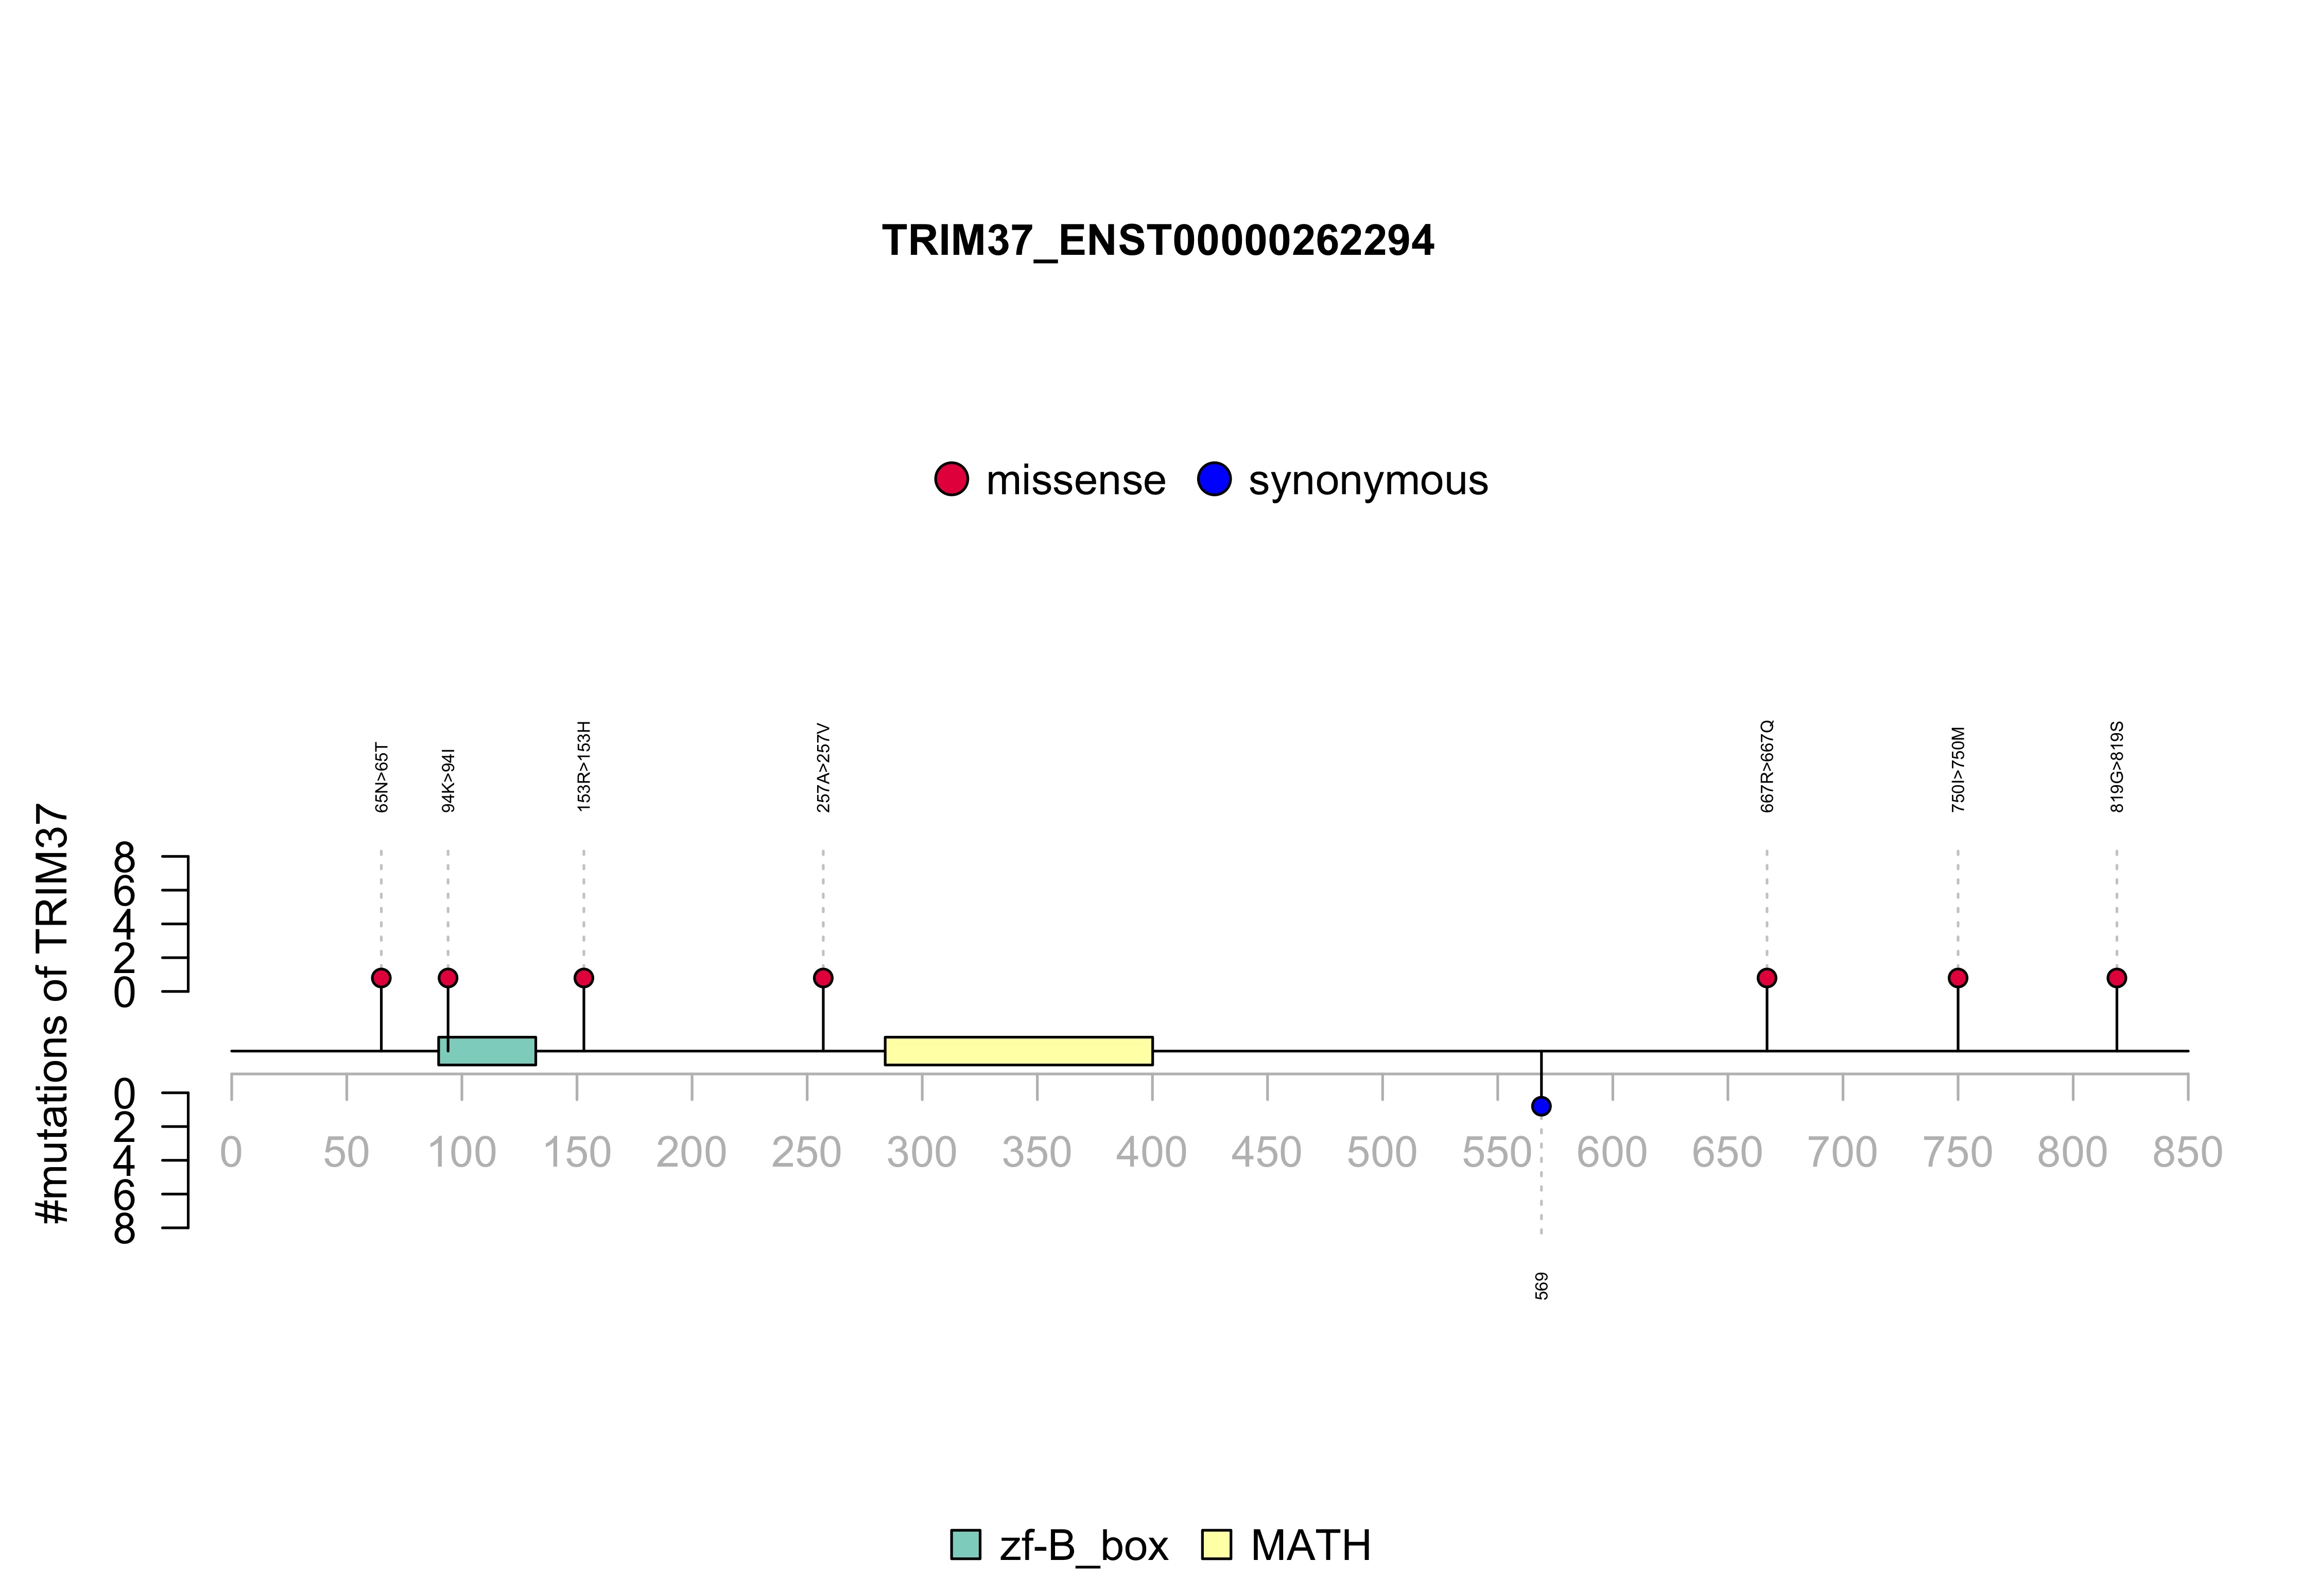 TRIM37_ENST00000262294
missense synonymous
65N>65T
94K>94I
153R>153H
257A>257V
667R>667Q
750I>750M
819G>819S
#mutations of TRIM37
8
6
4
2
0
0
2
4
6
8
0 50 100 150 200 250 300 350 400 450 500 550 600 650 700 750 800 850
569
zf-B_box MATH